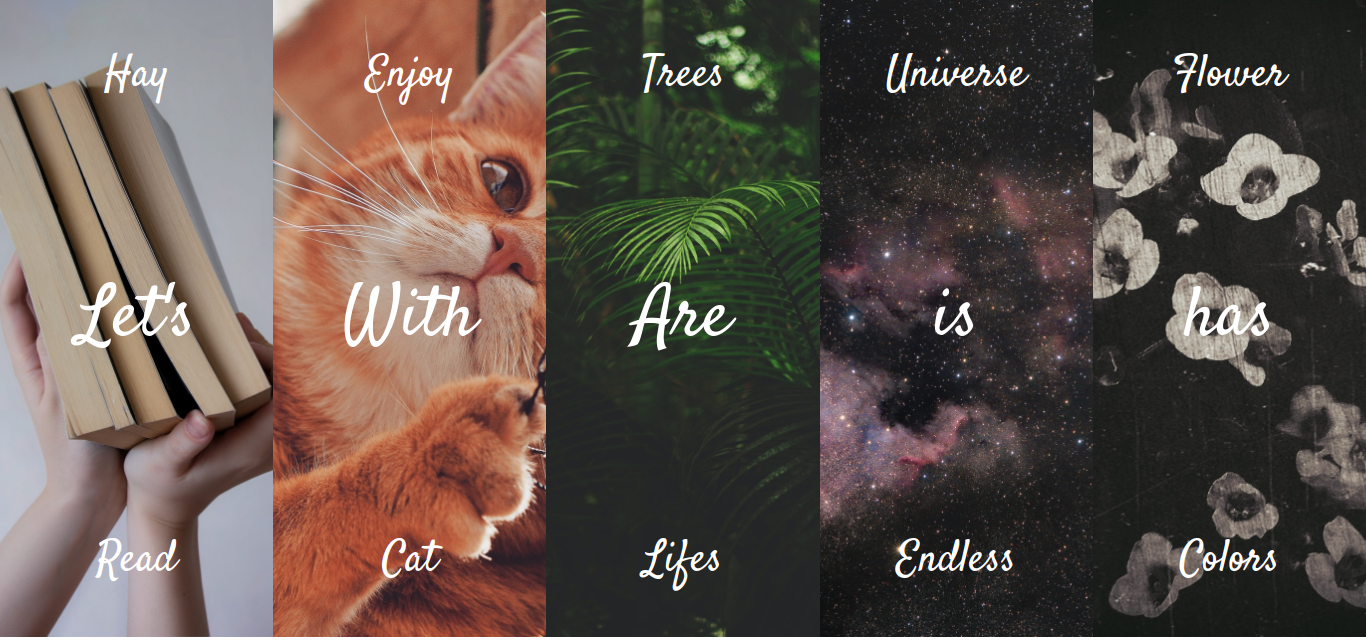 Hay
Let's
Read
Enjoy
With
Cat
Trees
Are
Lifes
Universe
is
Endless
Flower
has
Colors